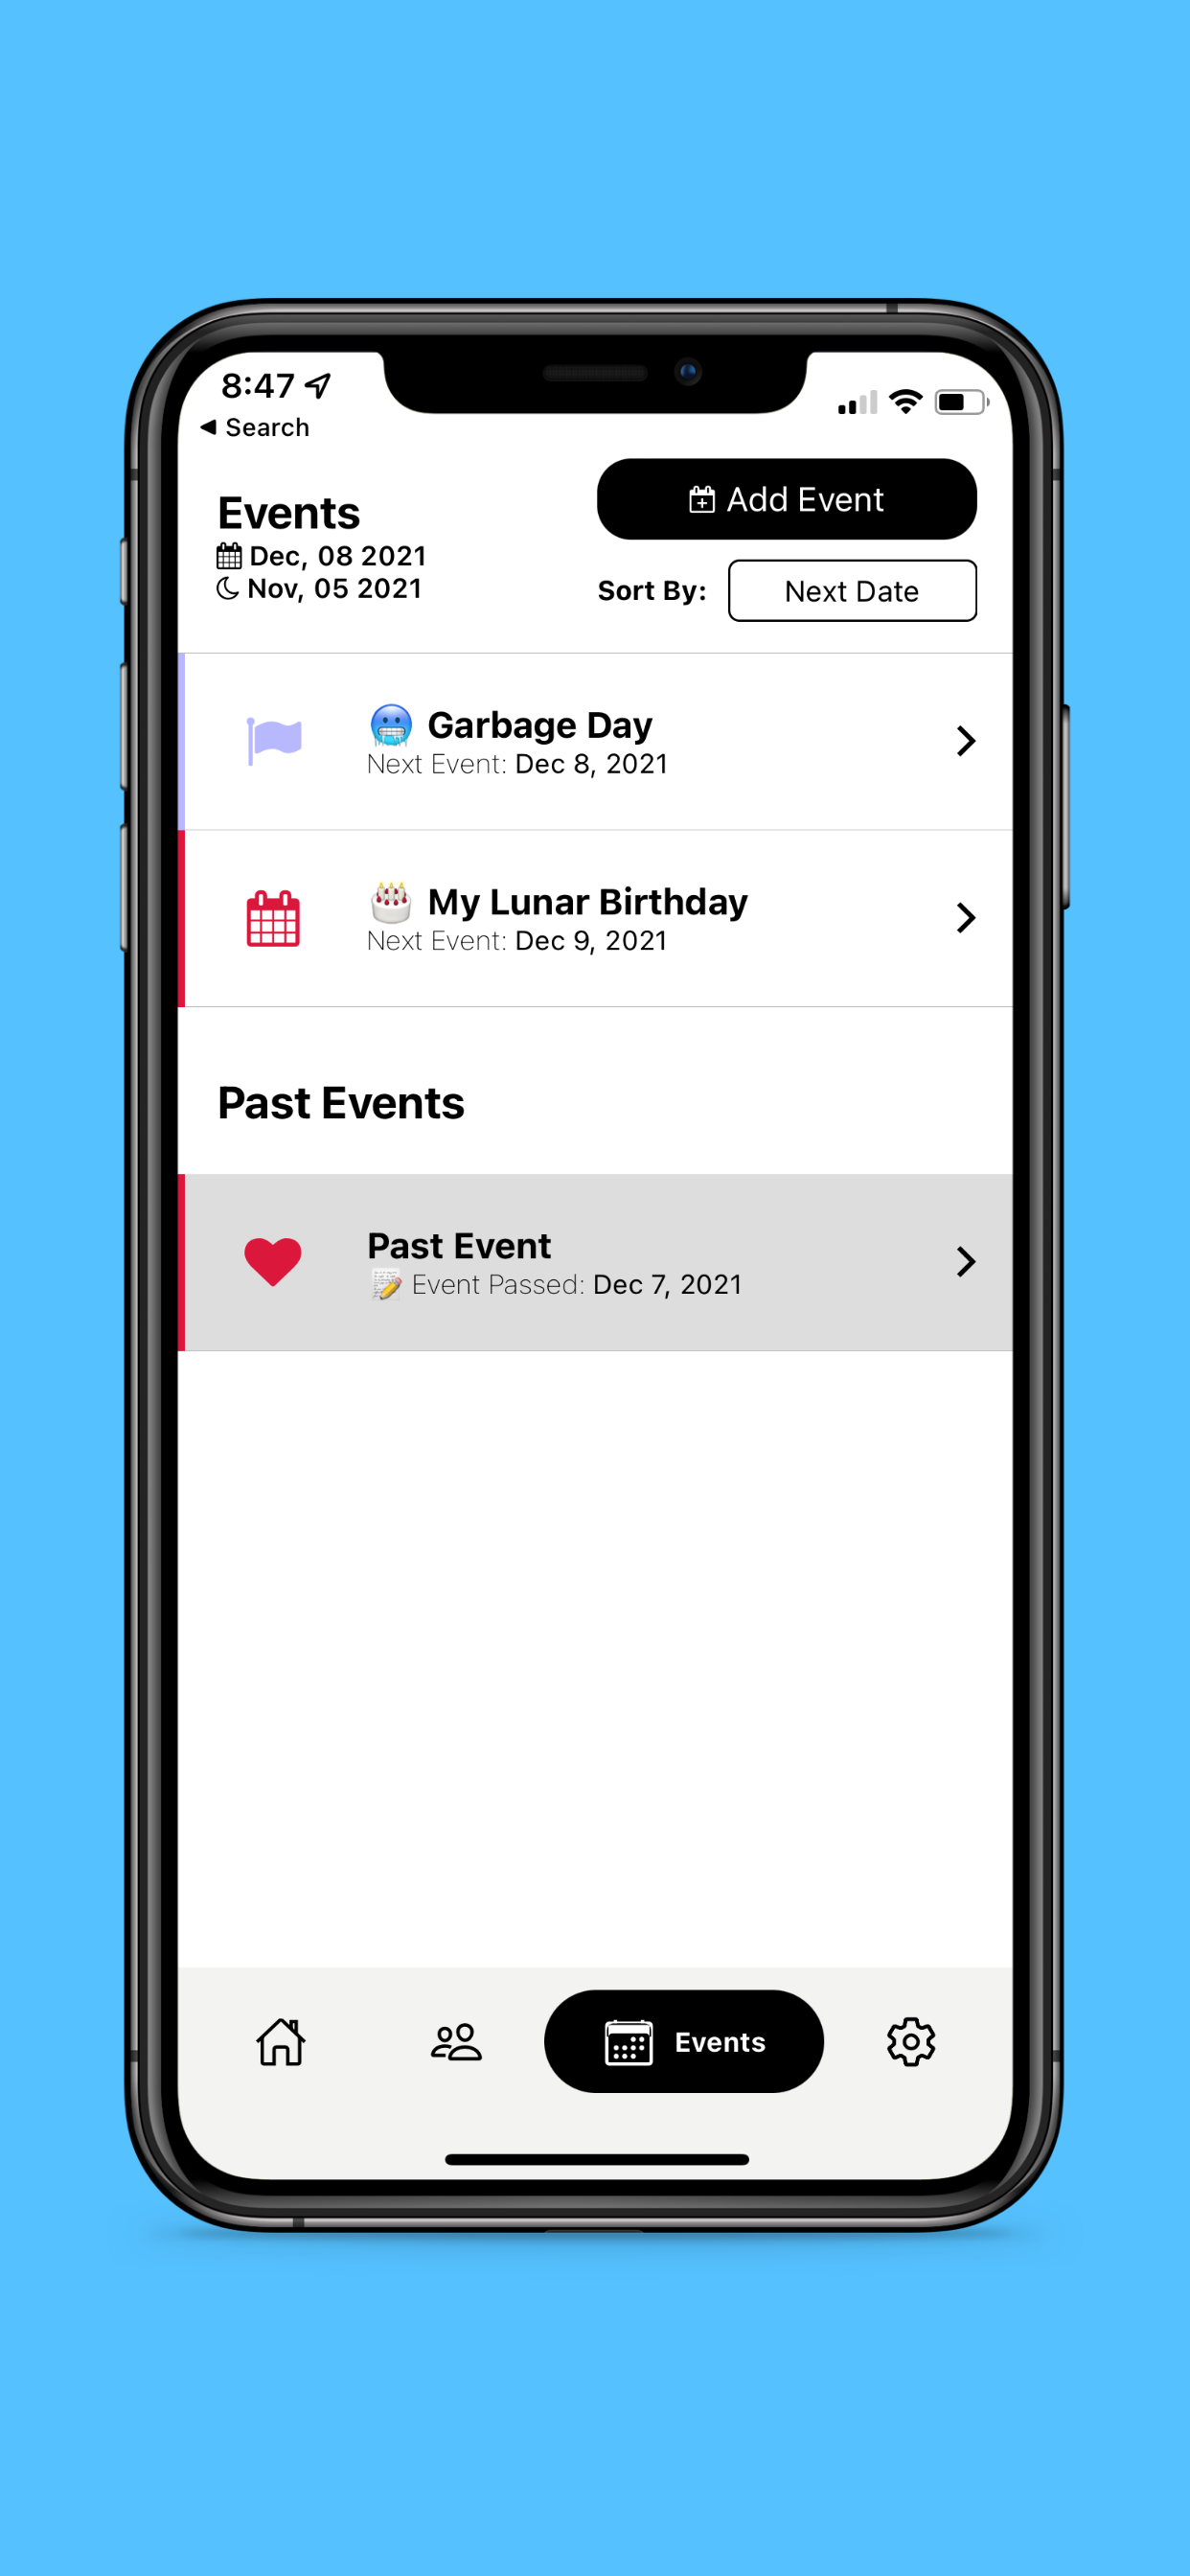 8:47
◀ Search
Events
Dec, 08 2021
Nov, 05 2021
Add Event
Sort By: Next Date
🥶 Garbage Day
Next Event: Dec 8, 2021
🎂 My Lunar Birthday
Next Event: Dec 9, 2021
Past Events
Past Event
📝 Event Passed: Dec 7, 2021
Events